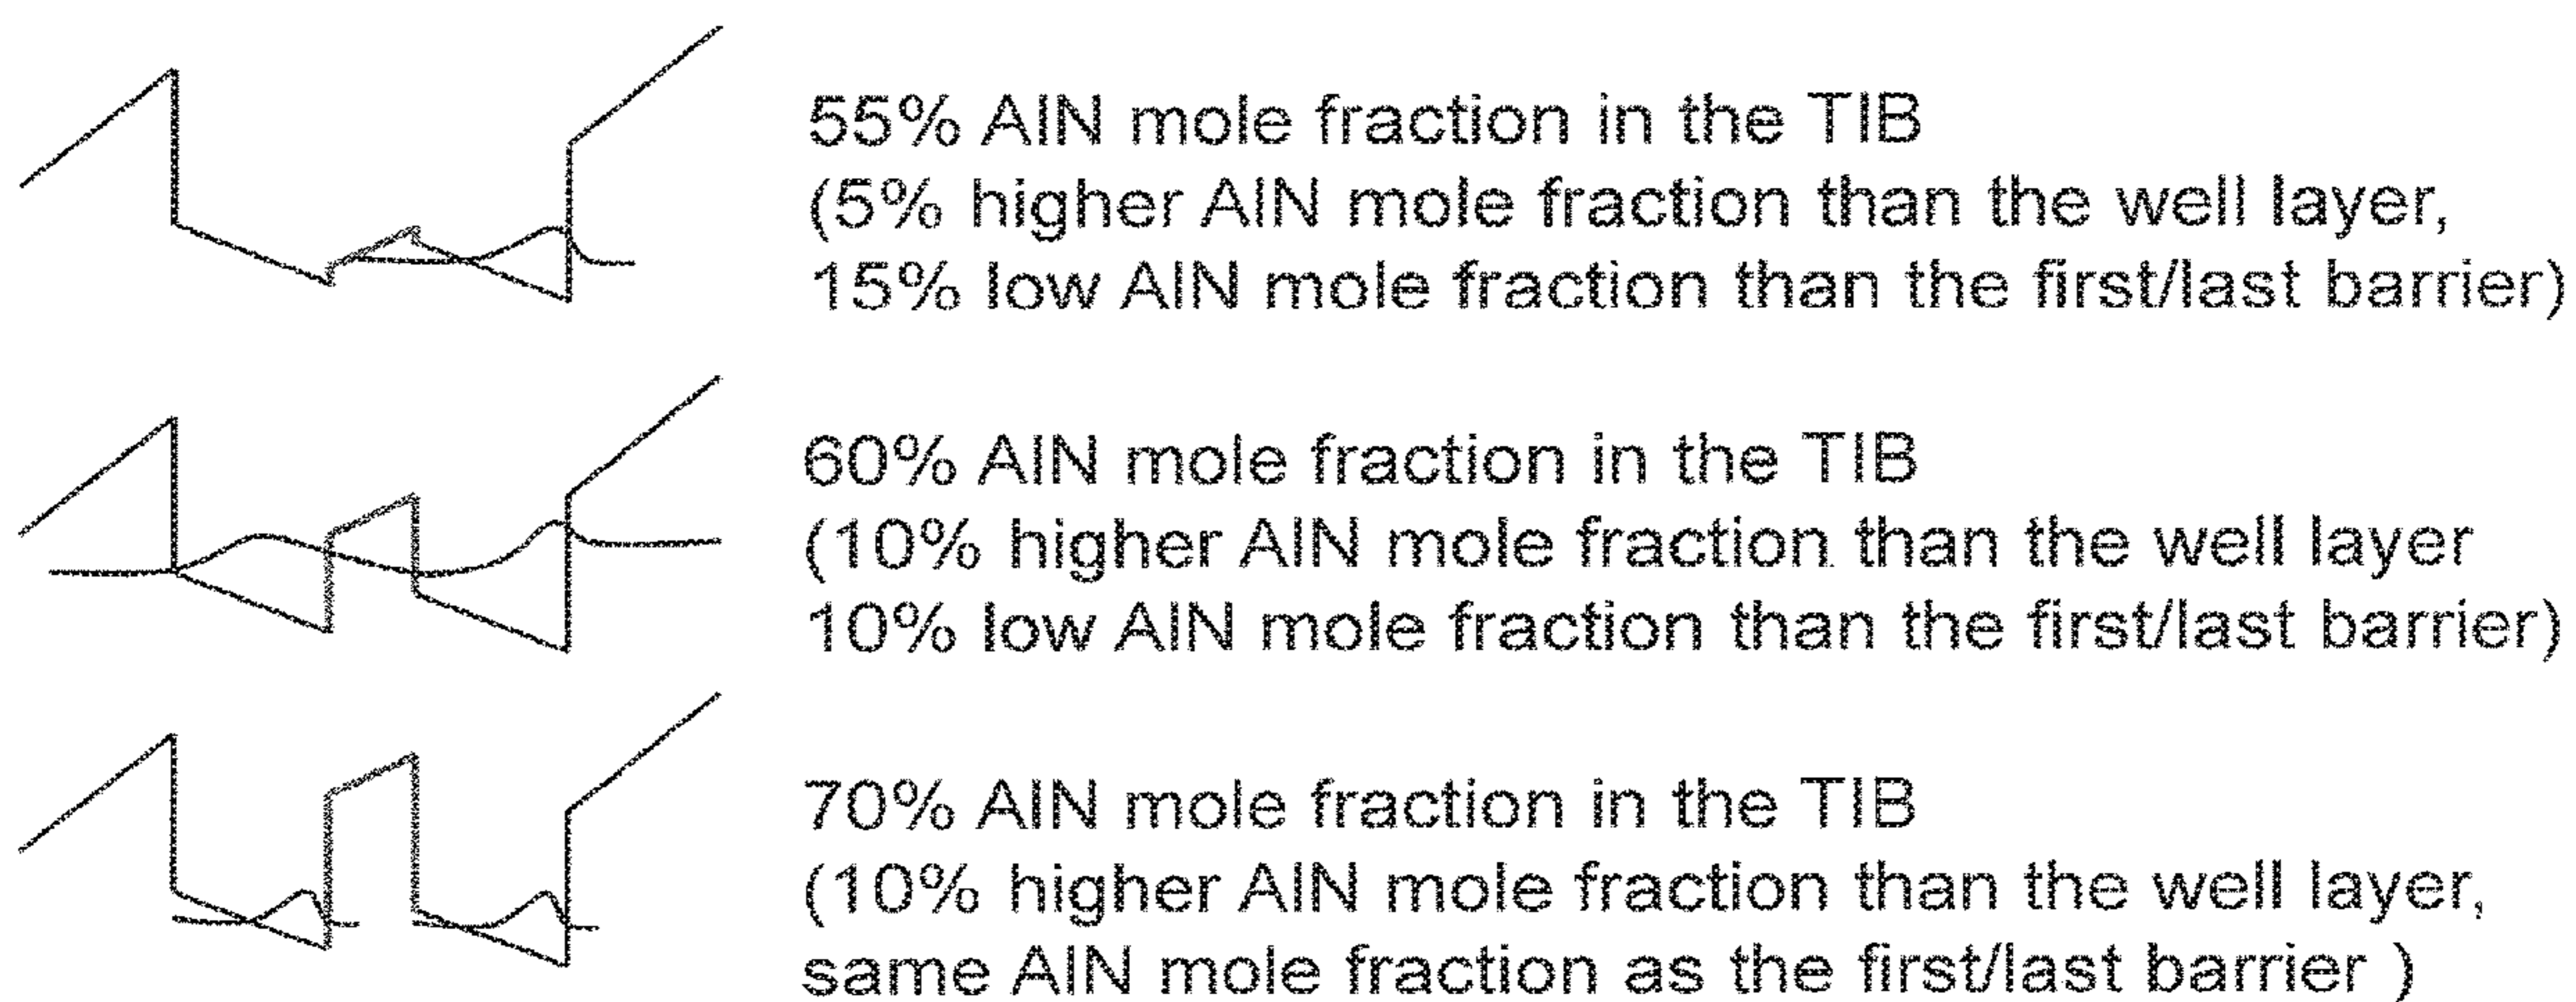 55% AlN mole fraction in the TIB
(5% higher AlN mole fraction than the well layer,
15% low AlN mole fraction than the first/last barrier)
60% AlN mole fraction in the TIB
(10% higher AlN mole fraction than the well layer
10% low AlN mole fraction than the first/last barrier)
70% AlN mole fraction in the TIB
(10% higher AlN mole fraction than the well layer,
same AlN mole fraction as the first/last barrier )